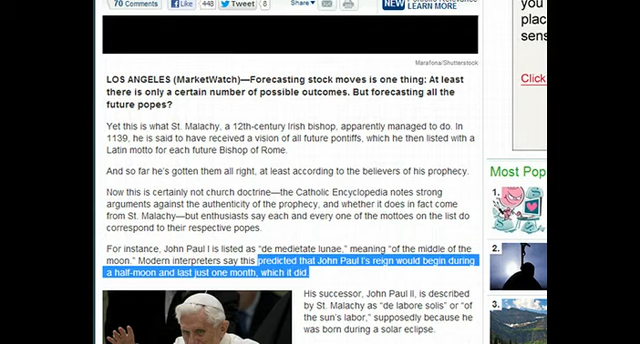 70 Comments Like 448 Tweet 8 Share NEW
LEARN MORE
Marafona/Shutterstock
LOS ANGELES (MarketWatch)—Forecasting stock moves is one thing: At least
there is only a certain number of possible outcomes. But forecasting all the
future popes?
Yet this is what St. Malachy, a 12th-century Irish bishop, apparently managed to do. In
1139, he is said to have received a vision of all future pontiffs, which he then listed with a
Latin motto for each future Bishop of Rome.
And so far he's gotten them all right, at least according to the believers of his prophecy.
Now this is certainly not church doctrine—the Catholic Encyclopedia notes strong
arguments against the authenticity of the prophecy, and whether it does in fact come
from St. Malachy—but enthusiasts say each and every one of the mottoes on the list do
correspond to their respective popes.
For instance, John Paul I is listed as "de medietate lunae," meaning "of the middle of the
moon." Modern interpreters say this predicted that John Paul I's reign would begin during
a half-moon and last just one month, which it did.
His successor, John Paul II, is described
by St. Malachy as "de labore solis" or "of
the sun's labor," supposedly because he
was born during a solar eclipse.
you
plac
sens
Click
Most Pop
1.
2.
3.